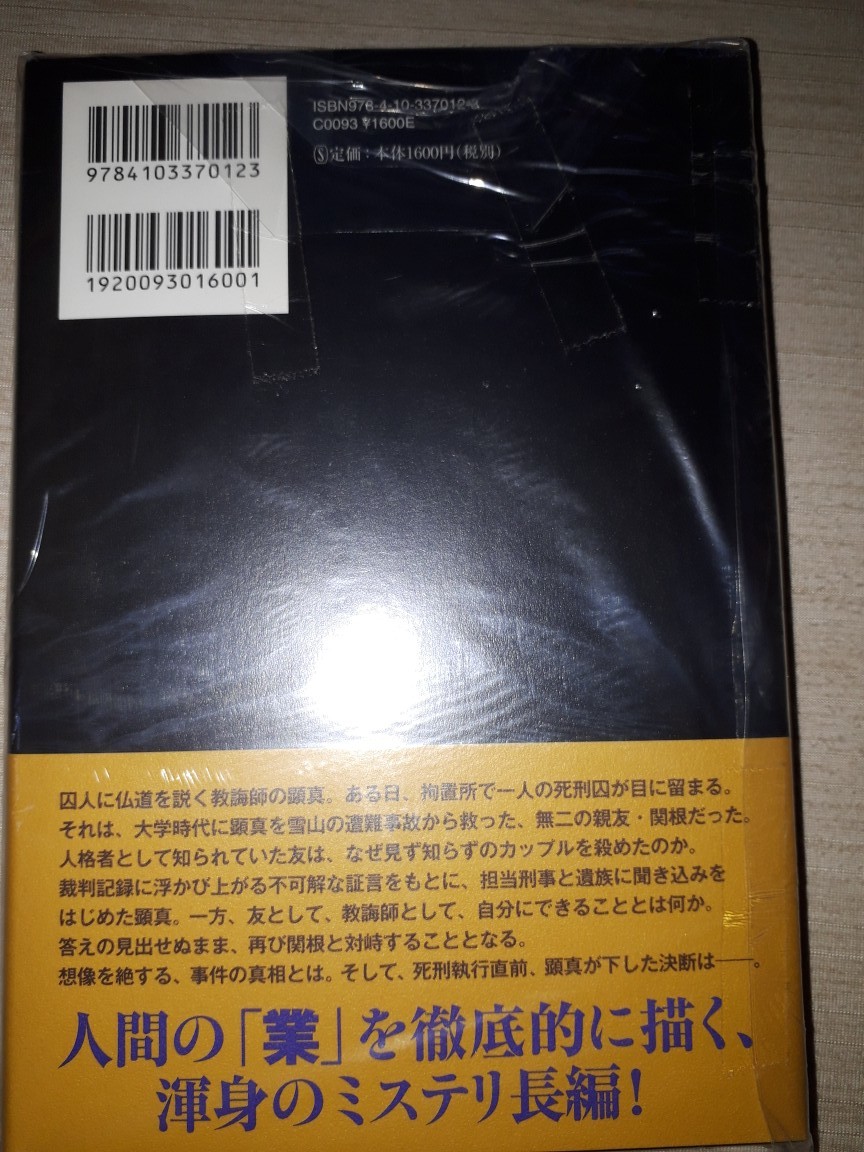 9784103370123
1920093016001
ISBN978-4-10-337012-3
C0093 ¥1600E
Ⓢ定価：本体1600円(税別)
囚人に仏道を説く教誨師の顕真。ある日、拘置所で一人の死刑囚が目に留まる。
それは、大学時代に顕真を雪山の遭難事故から救った、無二の親友・関根だった。
人格者として知られていた友は、なぜ見ず知らずのカップルを殺めたのか。
裁判記録に浮かび上がる不可解な証言をもとに、担当刑事と遺族に聞き込みを
はじめた顕真。一方、友として、教誨師として、自分にできることとは何か。
答えの見出せぬまま、再び関根と対峙することとなる。
想像を絶する、事件の真相とは。そして、死刑執行直前、顕真が下した決断は──。
人間の「業」を徹底的に描く、
渾身のミステリ長編！